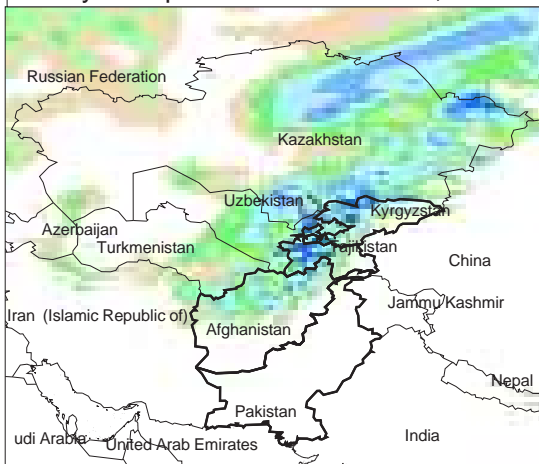 Russian Federation
Kazakhstan
Uzbekistan
Kyrgyzstan
Azerbaijan
Turkmenistan
Tajikistan
China
Jammu/Kashmir
Iran (Islamic Republic of)
Afghanistan
Nepal
Pakistan
udi Arabia
United Arab Emirates
India